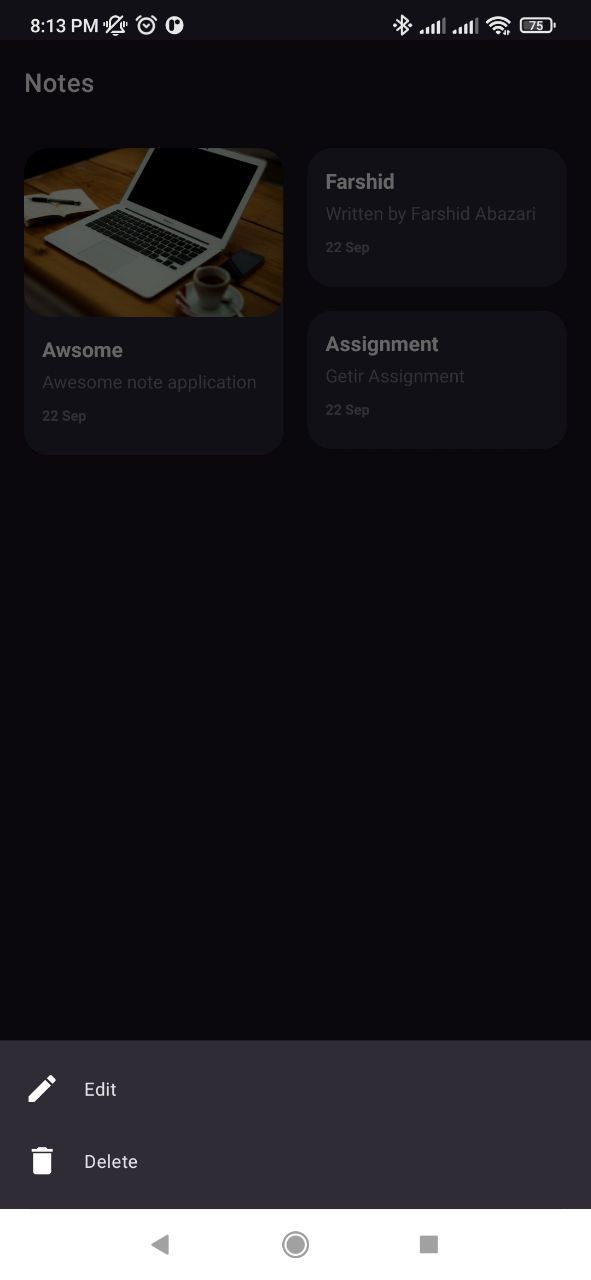 8:13 PM
75
Notes
Awsome
Awesome note application
22 Sep
Farshid
Written by Farshid Abazari
22 Sep
Assignment
Getir Assignment
22 Sep
Edit
Delete